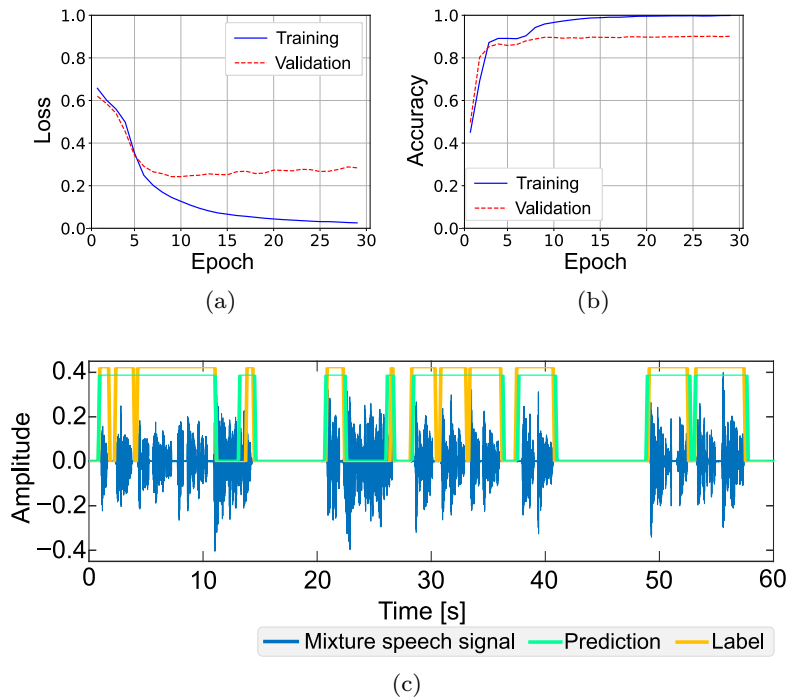 1.0
0.8
0.6
0.4
0.2
0.0
Loss
Training
Validation
0 5 10 15 20 25 30
Epoch
(a)
1.0
0.8
0.6
0.4
0.2
0.0
Accuracy
Training
Validation
0 5 10 15 20 25 30
Epoch
(b)
0.4
0.2
0.0
−0.2
−0.4
Amplitude
0 10 20 30 40 50 60
Time [s]
Mixture speech signal Prediction Label
(c)